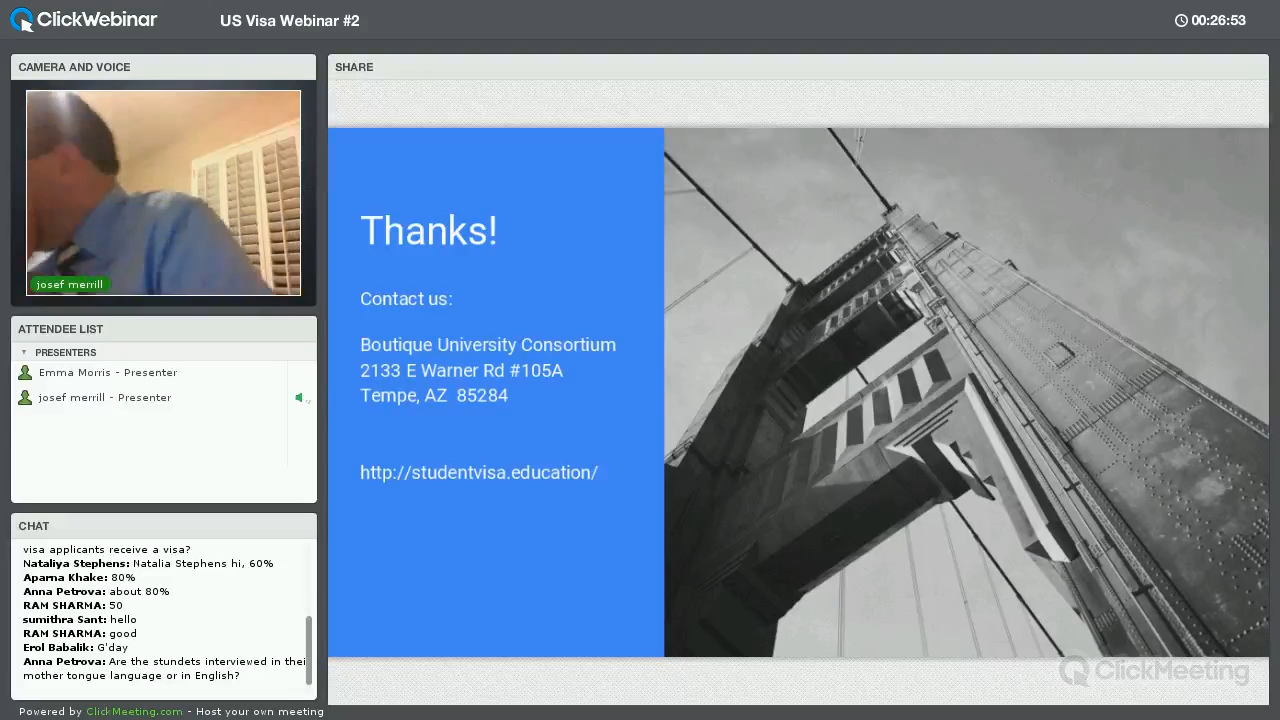 ClickWebinar
US Visa Webinar #2
00:26:53
CAMERA AND VOICE
josef merrill
ATTENDEE LIST
PRESENTERS
Emma Morris - Presenter
josef merrill - Presenter
CHAT
visa applicants receive a visa?
Nataliya Stephens: Natalia Stephens hi, 60%
Aparna Khake: 80%
Anna Petrova: about 80%
RAM SHARMA: 50
sumithra Sant: hello
RAM SHARMA: good
Erol Babalik: G'day
Anna Petrova: Are the stundets interviewed in thei
mother tongue language or in English?
SHARE
Thanks!
Contact us:
Boutique University Consortium
2133 E Warner Rd #105A
Tempe, AZ 85284
http://studentvisa.education/
ClickMeeting
Powered by ClickMeeting.com - Host your own meeting